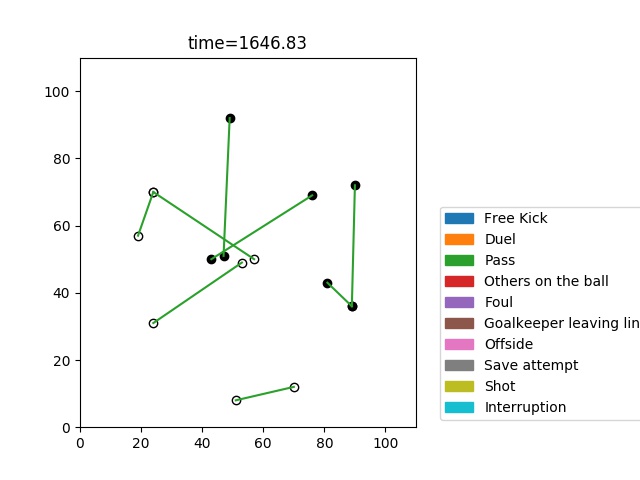 time=1646.83
100
80
60
40
20
0
0 20 40 60 80 100
Free Kick
Duel
Pass
Others on the ball
Foul
Goalkeeper leaving lin
Offside
Save attempt
Shot
Interruption